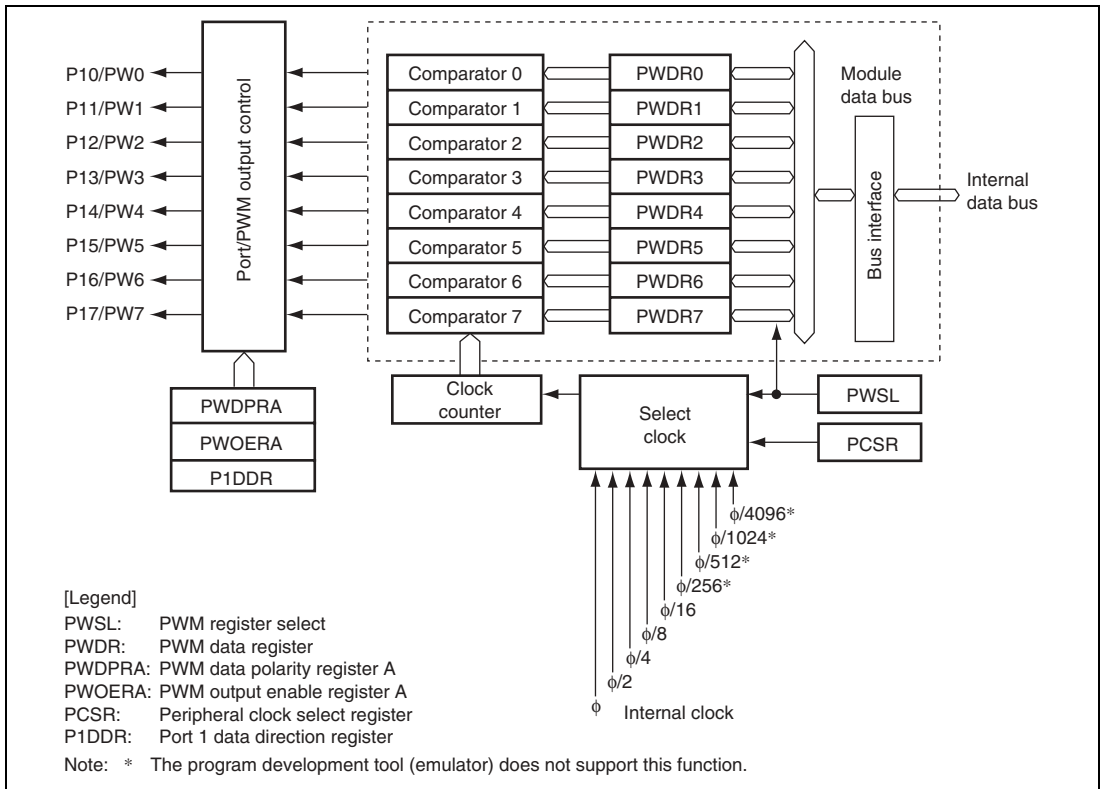 P10/PW0
P11/PW1
P12/PW2
P13/PW3
P14/PW4
P15/PW5
P16/PW6
P17/PW7
Port/PWM output control
Comparator 0
Comparator 1
Comparator 2
Comparator 3
Comparator 4
Comparator 5
Comparator 6
Comparator 7
PWDR0
PWDR1
PWDR2
PWDR3
PWDR4
PWDR5
PWDR6
PWDR7
Module
data bus
Bus interface
Internal
data bus
PWDPRA
PWOERA
P1DDR
Clock
counter
Select
clock
PWSL
PCSR
ϕ/4096*
ϕ/1024*
ϕ/512*
ϕ/256*
ϕ/16
ϕ/8
ϕ/4
ϕ/2
ϕ
Internal clock
[Legend]
PWSL: PWM register select
PWDR: PWM data register
PWDPRA: PWM data polarity register A
PWOERA: PWM output enable register A
PCSR: Peripheral clock select register
P1DDR: Port 1 data direction register
Note: * The program development tool (emulator) does not support this function.